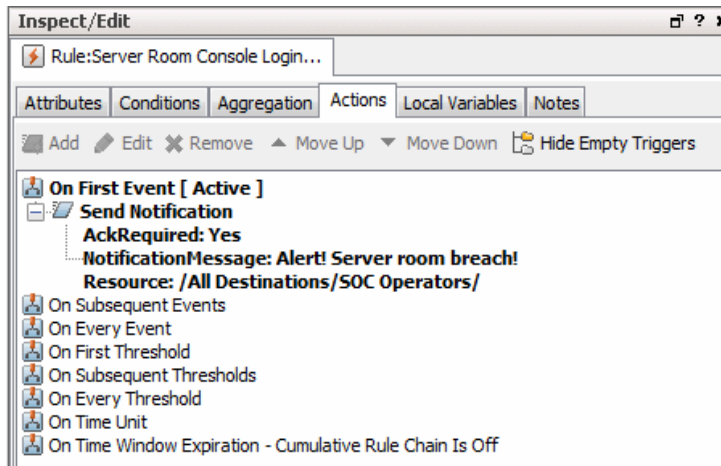 Inspect/Edit
Rule:Server Room Console Login...
Attributes Conditions Aggregation Actions Local Variables Notes
Add Edit Remove Move Up Move Down Hide Empty Triggers
On First Event [ Active ]
Send Notification
AckRequired: Yes
NotificationMessage: Alert! Server room breach!
Resource: /All Destinations/SOC Operators/
On Subsequent Events
On Every Event
On First Threshold
On Subsequent Thresholds
On Every Threshold
On Time Unit
On Time Window Expiration - Cumulative Rule Chain Is Off